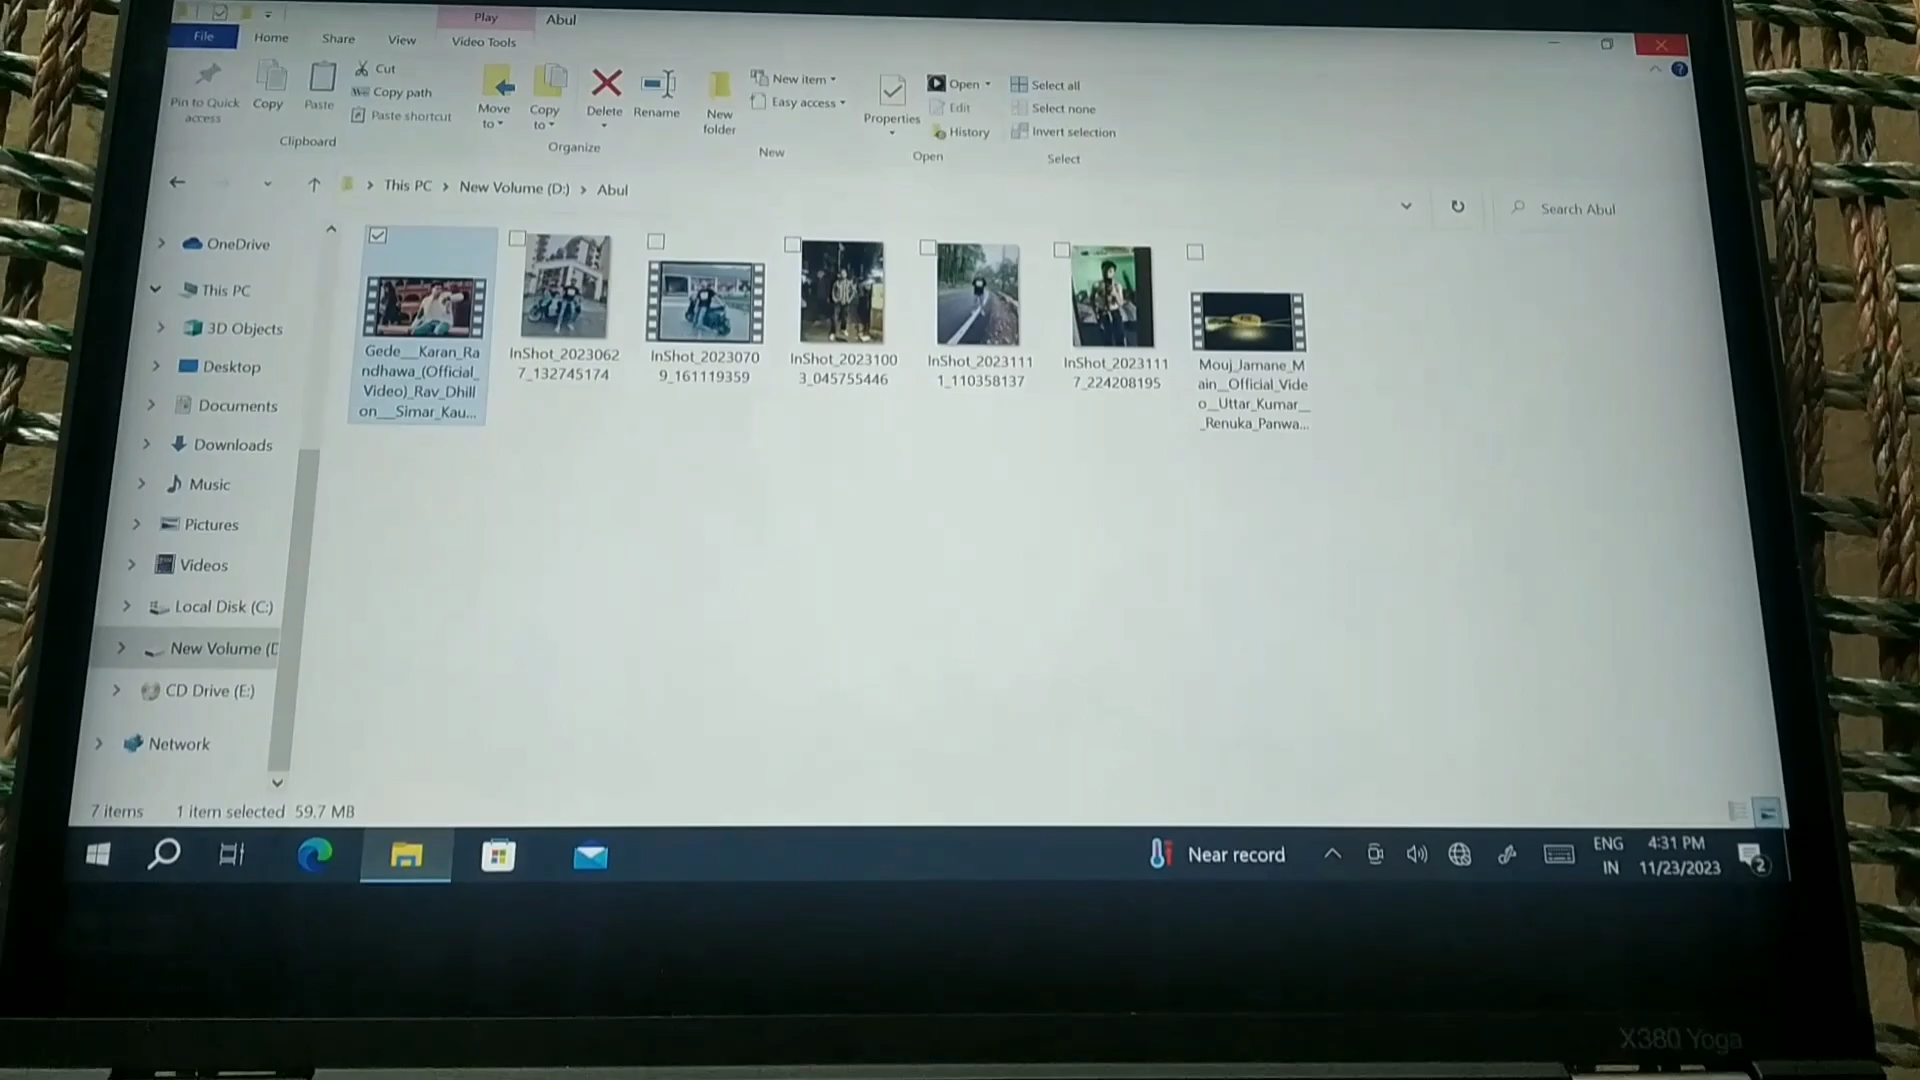 Play
Abul
File
Home
Share
View
Video Tools
Pin to Quick
access
Copy
Paste
Cut
Copy path
Paste shortcut
Clipboard
Move
to
Copy
to
Delete
Rename
Organize
New
folder
New item
Easy access
New
Properties
Open
Edit
History
Open
Select all
Select none
Invert selection
Select
This PC > New Volume (D:) > Abul
Search Abul
OneDrive
This PC
3D Objects
Desktop
Documents
Downloads
Music
Pictures
Videos
Local Disk (C:)
New Volume (D
CD Drive (E:)
Network
Gede___Karan_Ra
ndhawa_(Official_
Video)_Rav_Dhill
on___Simar_Kau...
InShot_2023062
7_132745174
InShot_2023070
9_161119359
InShot_2023100
3_045755446
InShot_2023111
1_110358137
InShot_2023111
7_224208195
Mouj_Jamane_M
ain__Official_Vide
o__Uttar_Kumar__
_Renuka_Panwa...
7 items
1 item selected 59.7 MB
Near record
ENG
IN
4:31 PM
11/23/2023
2
X380 Yoga